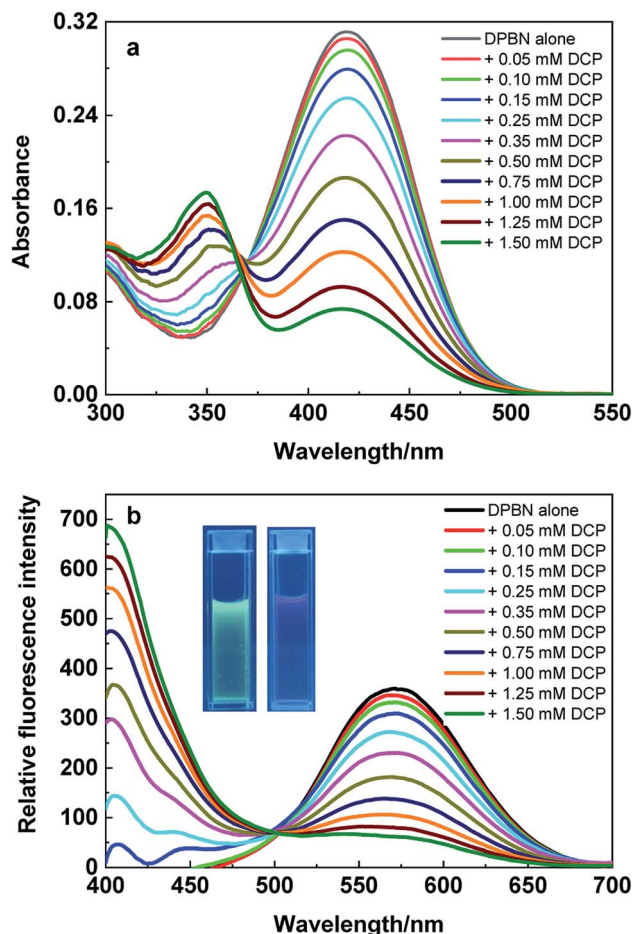 a
DPBN alone
+ 0.05 mM DCP
+ 0.10 mM DCP
+ 0.15 mM DCP
+ 0.25 mM DCP
+ 0.35 mM DCP
+ 0.50 mM DCP
+ 0.75 mM DCP
+ 1.00 mM DCP
+ 1.25 mM DCP
+ 1.50 mM DCP
0.32
0.24
0.16
0.08
0.00
Absorbance
300 350 400 450 500 550
Wavelength/nm
b
DPBN alone
+ 0.05 mM DCP
+ 0.10 mM DCP
+ 0.15 mM DCP
+ 0.25 mM DCP
+ 0.35 mM DCP
+ 0.50 mM DCP
+ 0.75 mM DCP
+ 1.00 mM DCP
+ 1.25 mM DCP
+ 1.50 mM DCP
700
600
500
400
300
200
100
0
Relative fluorescence intensity
400 450 500 550 600 700
Wavelength/nm